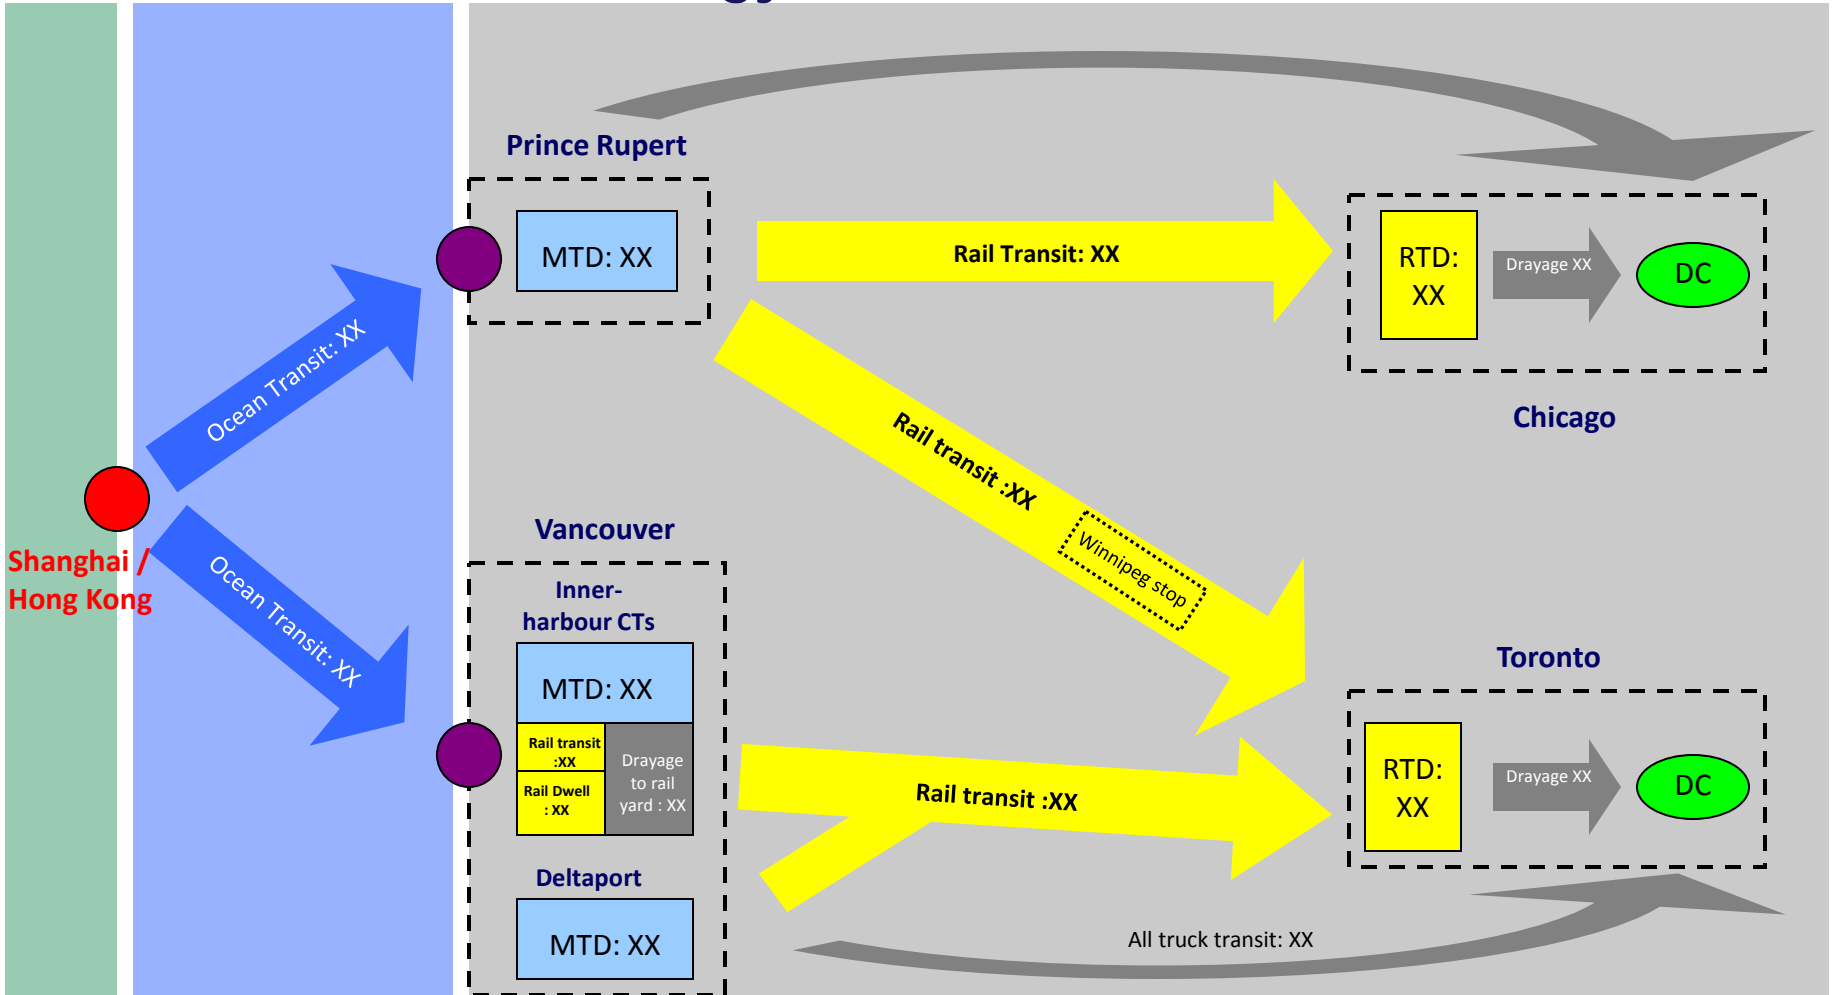 Prince Rupert
MTD: XX
Rail Transit: XX
RTD:
XX
Drayage XX
DC
Chicago
Ocean Transit: XX
Rail transit :XX
Winnipeg stop
Shanghai /
Hong Kong
Ocean Transit: XX
Vancouver
Inner-
harbour CTs
MTD: XX
Rail transit
:XX
Rail Dwell
: XX
Drayage
to rail
yard : XX
Deltaport
MTD: XX
Rail transit :XX
Toronto
RTD:
XX
Drayage XX
DC
All truck transit: XX